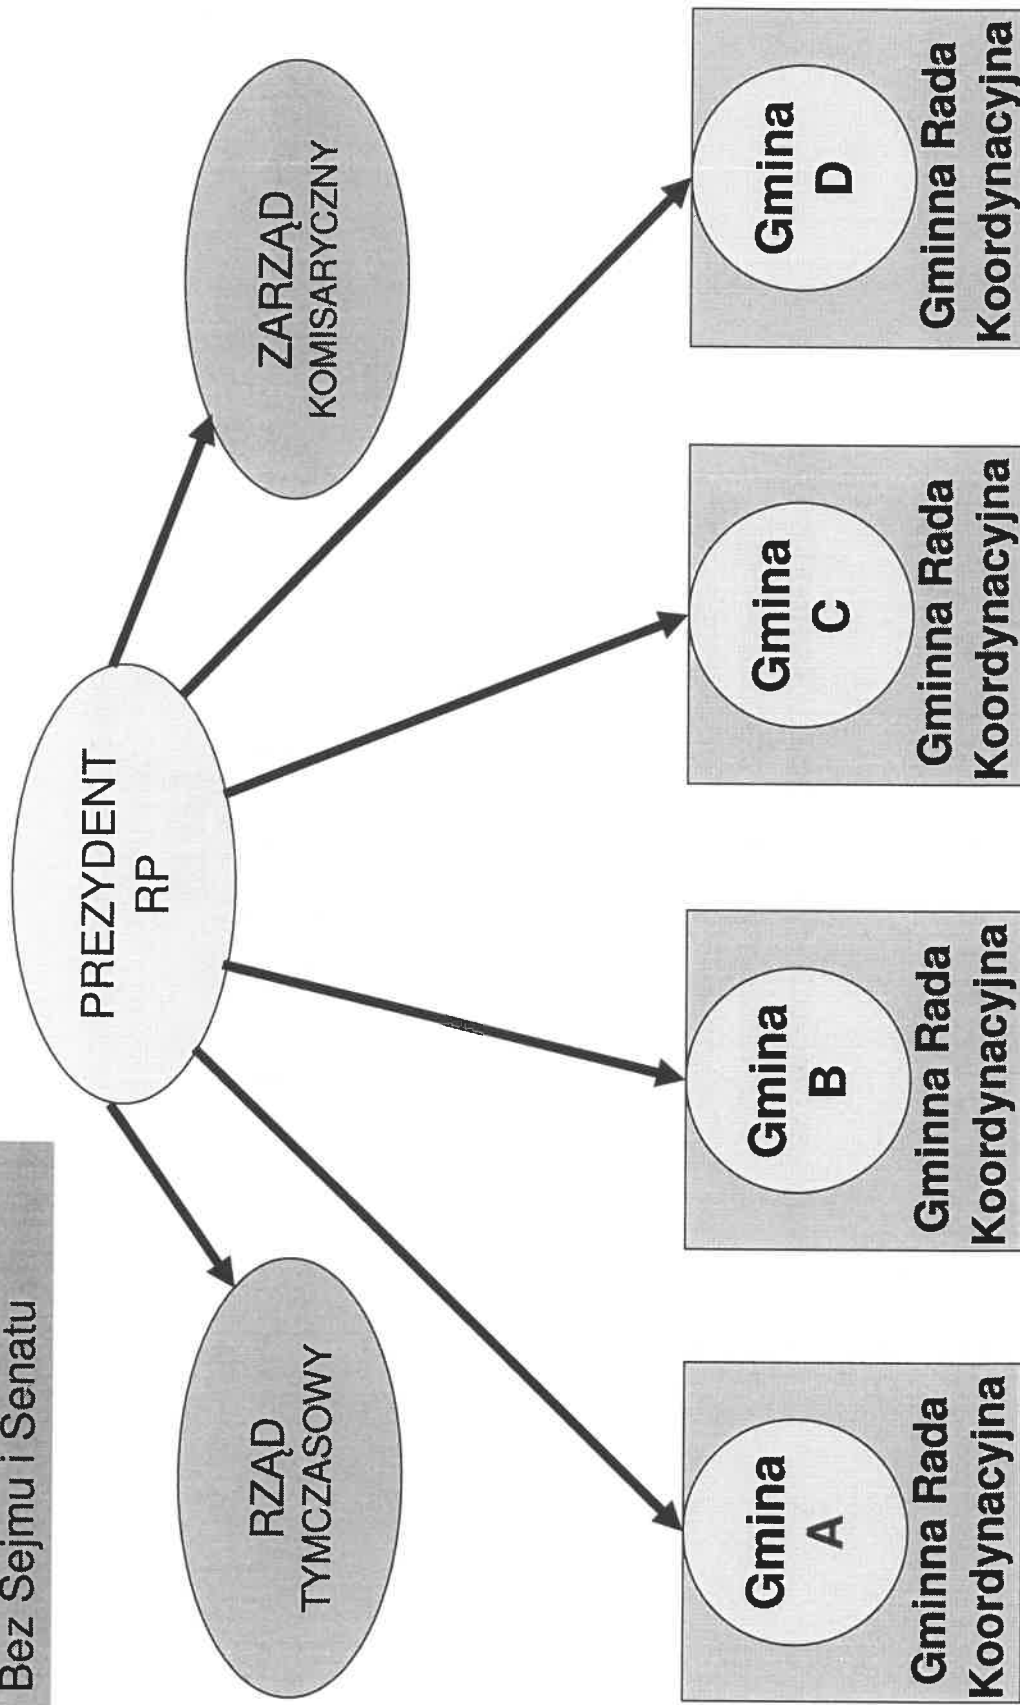 Bez Sejmu i Senatu
PREZYDENT
RP
RZĄD
TYMCZASOWY
ZARZĄD
KOMISARYCZNY
Gmina
A
Gminna Rada
Koordynacyjna
Gmina
B
Gminna Rada
Koordynacyjna
Gmina
C
Gminna Rada
Koordynacyjna
Gmina
D
Gminna Rada
Koordynacyjna